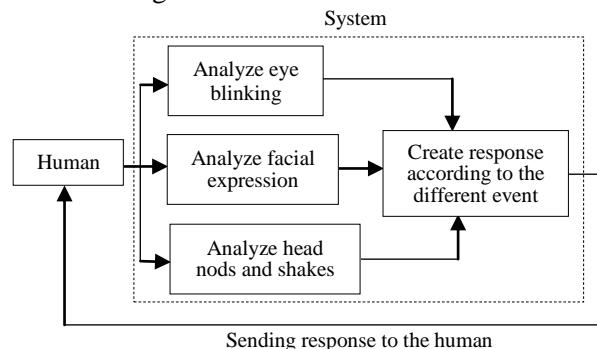 System
Analyze eye
blinking
Human
Analyze facial
expression
Create response
according to the
different event
Analyze head
nods and shakes
Sending response to the human